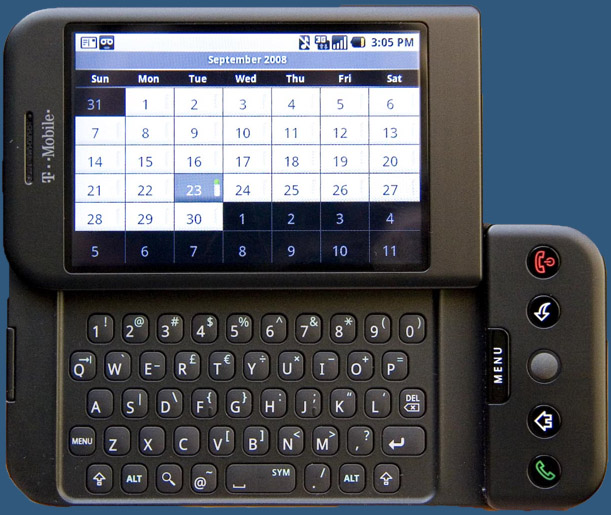 3:05 PM
September 2008
Sun Mon Tue Wed Thu Fri Sat
31 1 2 3 4 5 6
7 8 9 10 11 12 13
14 15 16 17 18 19 20
21 22 23 24 25 26 27
28 29 30 1 2 3 4
5 6 7 8 9 10 11
T··Mobile·
MENU
1! 2@ 3# 4$ 5% 6^ 7& 8* 9( 0)
Q W` E_ R£ T€ Y÷ U× I– O+ P=
A S| D\ F{ G} H: J; K“ L‘ DEL
MENU Z X C V[ B] N< M> ,?
ALT @~ SYM ./ ALT